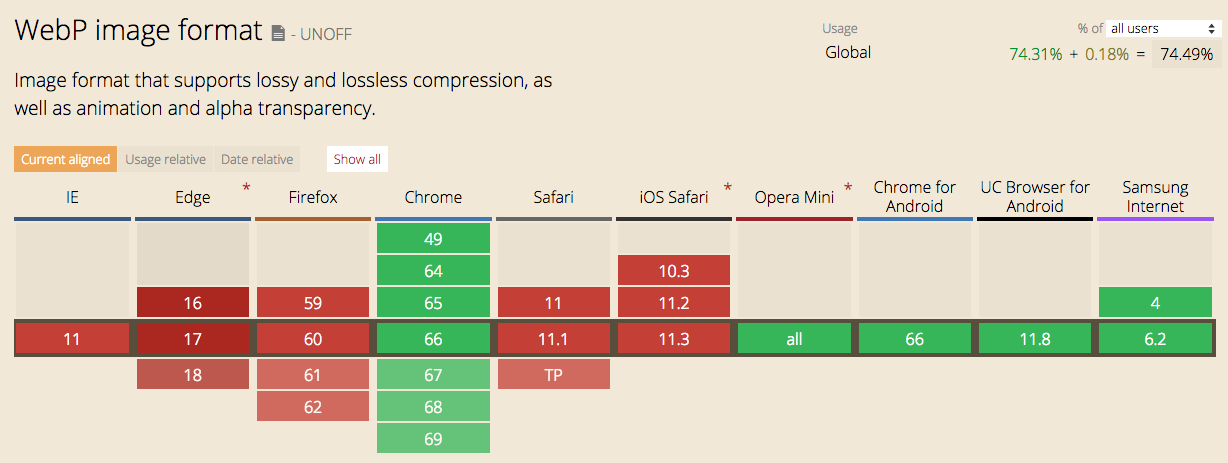 WebP image format - UNOFF
Usage % of all users
Global 74.31% + 0.18% = 74.49%
Image format that supports lossy and lossless compression, as
well as animation and alpha transparency.
Current aligned Usage relative Date relative Show all
IE Edge * Firefox Chrome Safari iOS Safari * Opera Mini * Chrome for Android UC Browser for Android Samsung Internet
49
64 10.3
16 59 65 11 11.2 4
11 17 60 66 11.1 11.3 all 66 11.8 6.2
18 61 67 TP
62 68
69